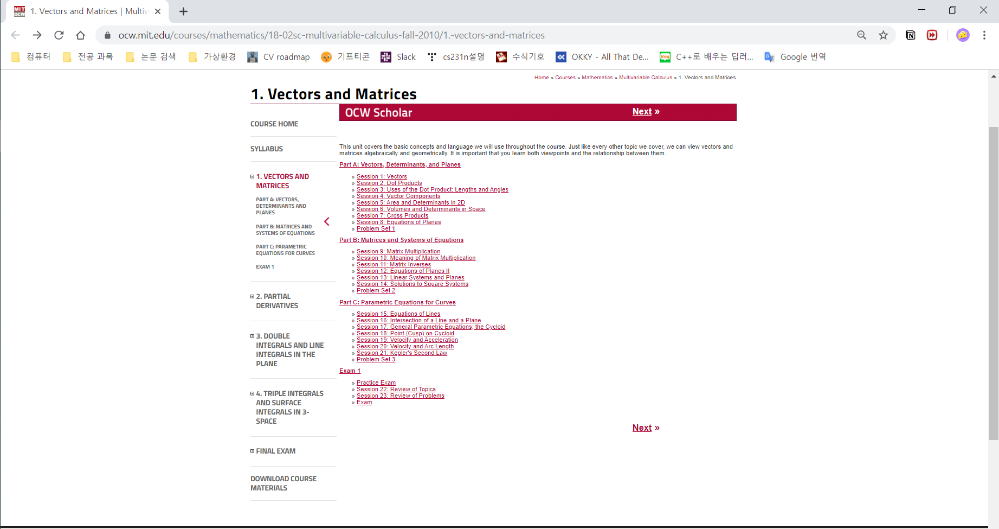 MIT OCW
1. Vectors and Matrices | Multiv
ocw.mit.edu/courses/mathematics/18-02sc-multivariable-calculus-fall-2010/1.-vectors-and-matrices
컴퓨터 전공 과목 논문 검색 가상환경 CV roadmap 기프티콘 Slack cs231n설명 수식기호 OKKY - All That De... C++로 배우는 딥러... Google 번역
Home » Courses » Mathematics » Multivariable Calculus » 1. Vectors and Matrices
1. Vectors and Matrices
OCW Scholar
Next »
COURSE HOME
SYLLABUS
1. VECTORS AND
MATRICES
PART A: VECTORS,
DETERMINANTS AND
PLANES
PART B: MATRICES AND
SYSTEMS OF EQUATIONS
PART C: PARAMETRIC
EQUATIONS FOR CURVES
EXAM 1
2. PARTIAL
DERIVATIVES
3. DOUBLE
INTEGRALS AND LINE
INTEGRALS IN THE
PLANE
4. TRIPLE INTEGRALS
AND SURFACE
INTEGRALS IN 3-
SPACE
FINAL EXAM
DOWNLOAD COURSE
MATERIALS
This unit covers the basic concepts and language we will use throughout the course. Just like every other topic we cover, we can view vectors and
matrices algebraically and geometrically. It is important that you learn both viewpoints and the relationship between them.
Part A: Vectors, Determinants, and Planes
» Session 1: Vectors
» Session 2: Dot Products
» Session 3: Uses of the Dot Product: Lengths and Angles
» Session 4: Vector Components
» Session 5: Area and Determinants in 2D
» Session 6: Volumes and Determinants in Space
» Session 7: Cross Products
» Session 8: Equations of Planes
» Problem Set 1
Part B: Matrices and Systems of Equations
» Session 9: Matrix Multiplication
» Session 10: Meaning of Matrix Multiplication
» Session 11: Matrix Inverses
» Session 12: Equations of Planes II
» Session 13: Linear Systems and Planes
» Session 14: Solutions to Square Systems
» Problem Set 2
Part C: Parametric Equations for Curves
» Session 15: Equations of Lines
» Session 16: Intersection of a Line and a Plane
» Session 17: General Parametric Equations; the Cycloid
» Session 18: Point (Cusp) on Cycloid
» Session 19: Velocity and Acceleration
» Session 20: Velocity and Arc Length
» Session 21: Kepler's Second Law
» Problem Set 3
Exam 1
» Practice Exam
» Session 22: Review of Topics
» Session 23: Review of Problems
» Exam
Next »